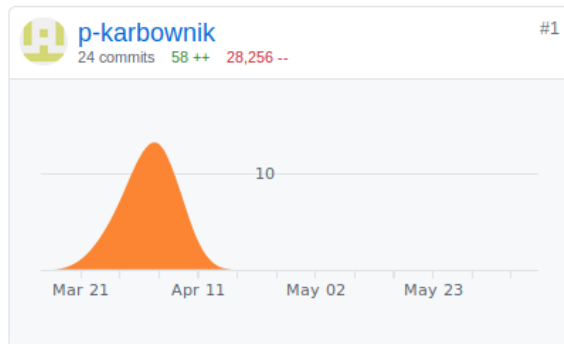 p-karbownik
#1
24 commits 58 ++ 28,256 --
10
Mar 21 Apr 11 May 02 May 23